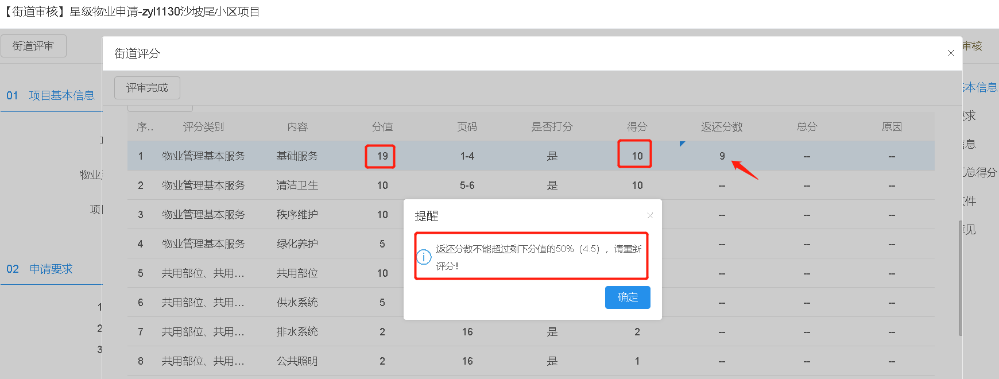 【街道审核】星级物业申请-zyl1130沙坡尾小区项目
街道评审
审核
街道评分
评审完成
01 项目基本信息
本信息
序.. 评分类别 内容 分值 页码 是否打分 得分 返还分数 总分 原因
求
1 物业管理基本服务 基础服务 19 1-4 是 10 9 -- --
息
物业
2 物业管理基本服务 清洁卫生 10 5-6 是 10 -- -- --
总得分
项
3 物业管理基本服务 秩序维护 10 -- -- --
件
4 物业管理基本服务 绿化养护 5 -- -- --
见
02 申请要求
5 共用部位、共用... 共用部位 10 -- -- --
1
6 共用部位、共用... 供水系统 5 -- -- --
2
7 共用部位、共用... 排水系统 2 16 是 2 -- -- --
3
8 共用部位、共用... 公共照明 2 16 是 1 -- -- --
提醒
返还分数不能超过剩下分值的50%（4.5），请重新
评分！
确定